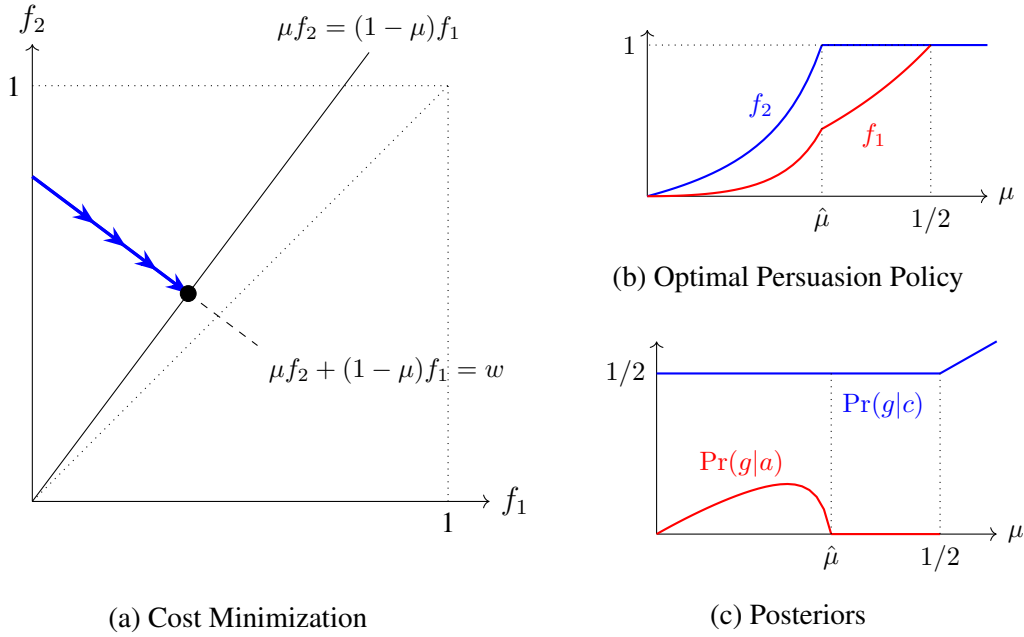 f₂
1
μf₂ = (1 − μ)f₁
μf₂ + (1 − μ)f₁ = w
f₁
1
(a) Cost Minimization
1
f₂
f₁
μ̂
1/2
μ
(b) Optimal Persuasion Policy
1/2
Pr(g|c)
Pr(g|a)
μ̂
1/2
μ
(c) Posteriors